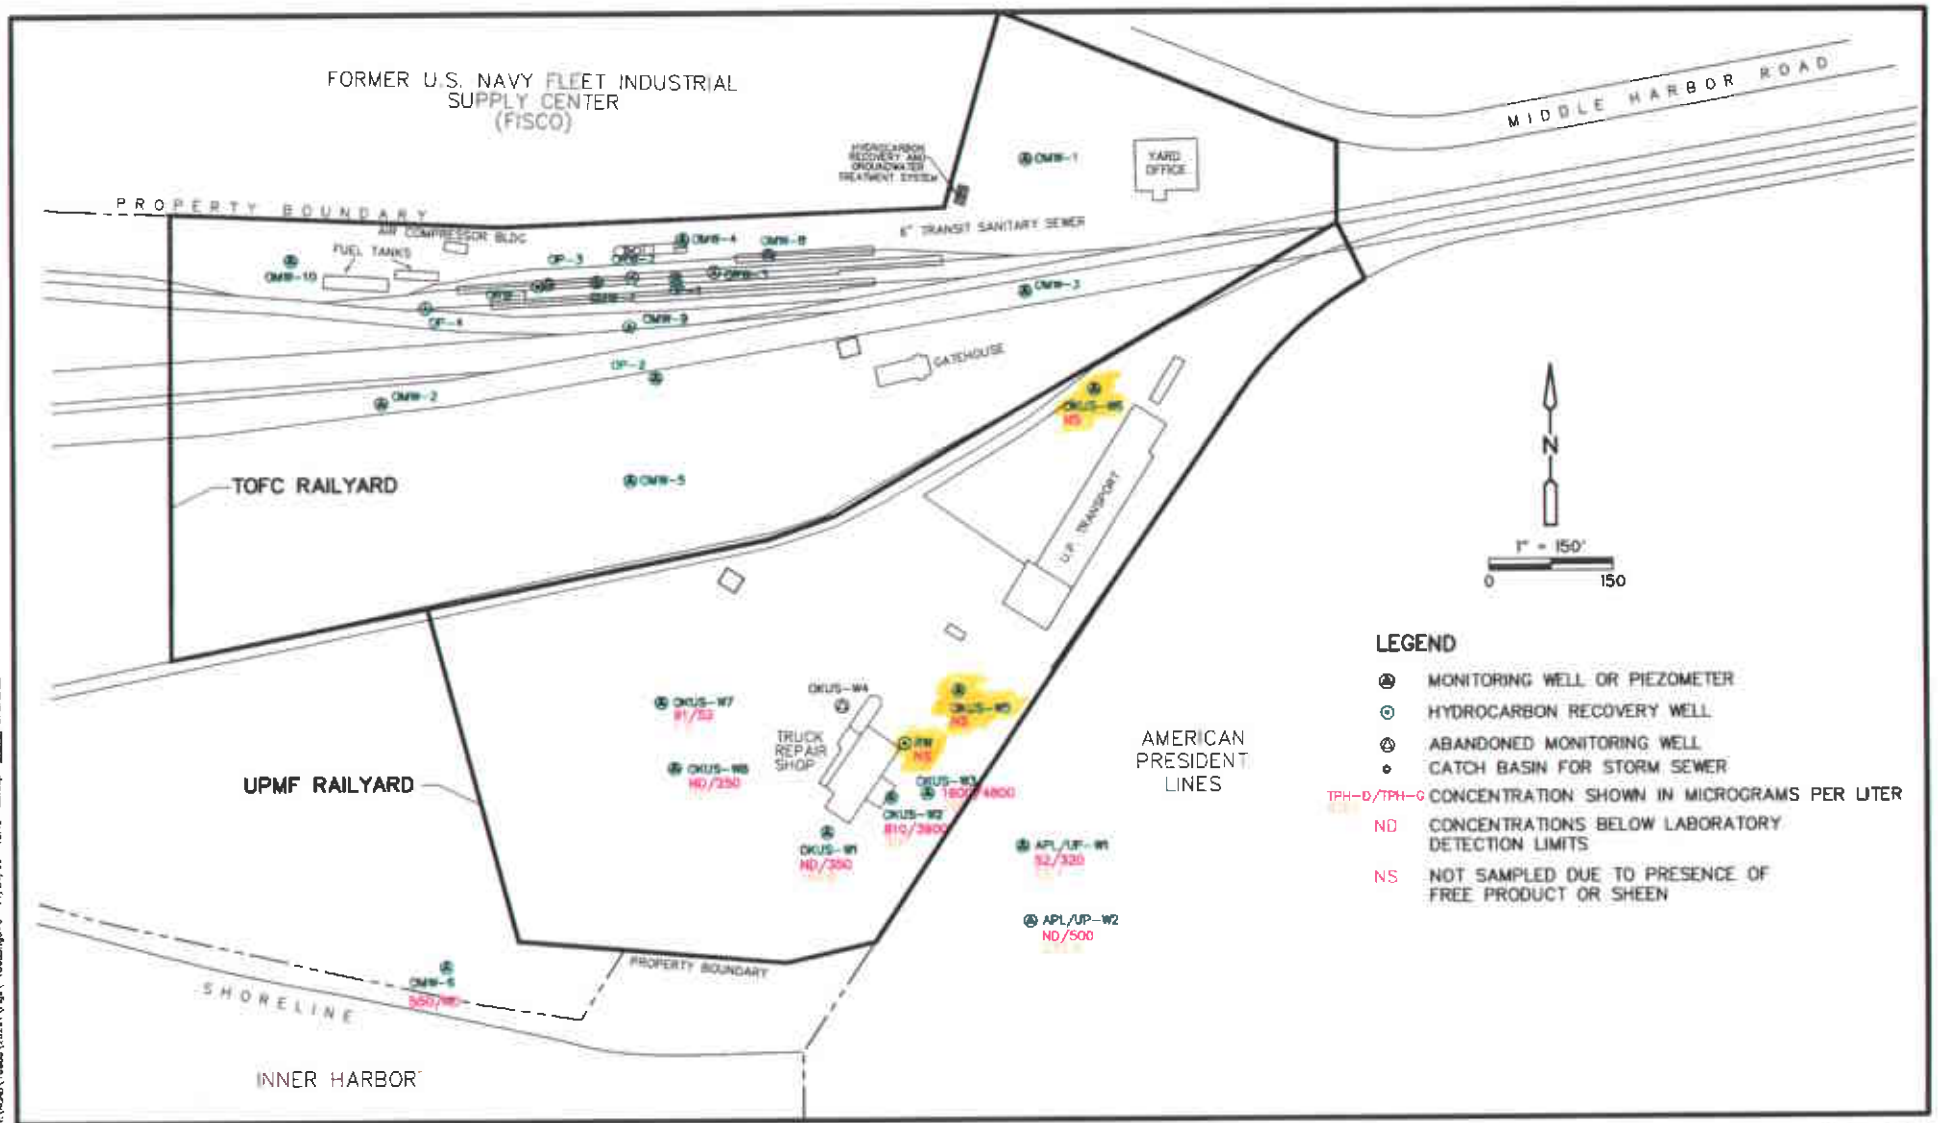 FORMER U.S. NAVY FLEET INDUSTRIAL
SUPPLY CENTER
(FISCO)
MIDDLE HARBOR ROAD
HYDROCARBON
RECOVERY AND
GROUNDWATER
TREATMENT SYSTEM
OMW-1
YARD
OFFICE
PROPERTY BOUNDARY
AIR COMPRESSOR BLDG
6" TRANSIT SANITARY SEWER
FUEL TANKS
OMW-4
OMW-8
OP-3
OMW-10
OMW-3
OP-4
OMW-9
OP-2
GATEHOUSE
OMW-2
NS
TOFC RAILYARD
OMW-5
U.P. TRANSPORT
N
1" = 150'
0 150
LEGEND
MONITORING WELL OR PIEZOMETER
HYDROCARBON RECOVERY WELL
ABANDONED MONITORING WELL
CATCH BASIN FOR STORM SEWER
TPH-D/TPH-G CONCENTRATION SHOWN IN MICROGRAMS PER LITER
ND CONCENTRATIONS BELOW LABORATORY
DETECTION LIMITS
NS NOT SAMPLED DUE TO PRESENCE OF
FREE PRODUCT OR SHEEN
OKUS-W7
OKUS-W4
OKUS-W5
NS
TRUCK
REPAIR
SHOP
RW
NS
OKUS-W8
ND/250
UPMF RAILYARD
AMERICAN
PRESIDENT
LINES
OKUS-W3
1600/4800
OKUS-W2
810/3900
OKUS-W1
ND/350
APL/UP-W1
52/320
APL/UP-W2
ND/500
PROPERTY BOUNDARY
SHORELINE
INNER HARBOR